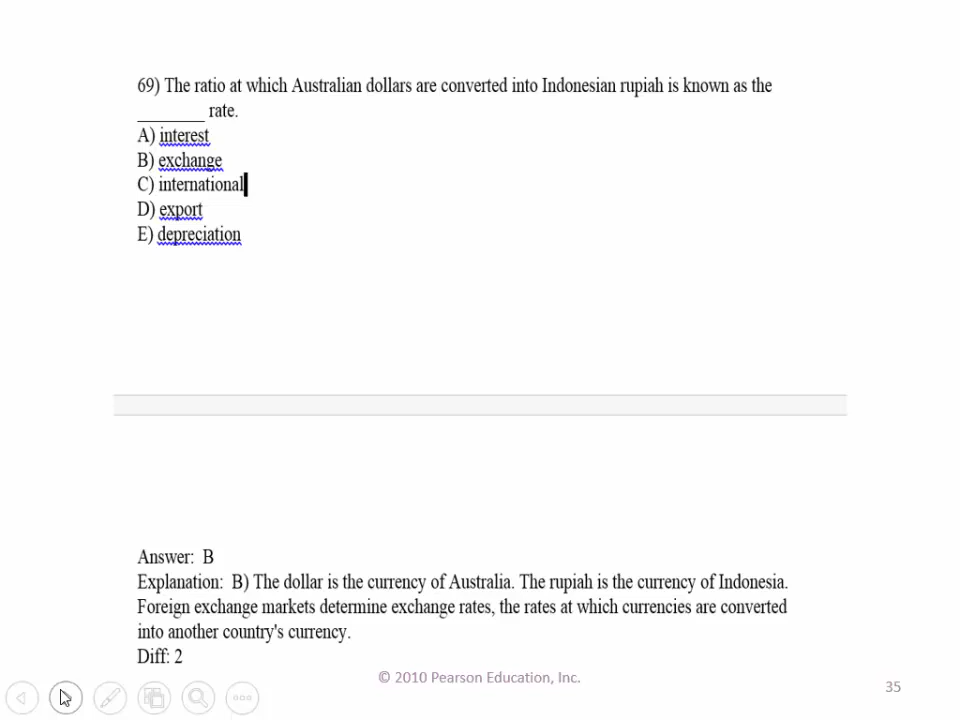 69) The ratio at which Australian dollars are converted into Indonesian rupiah is known as the
________ rate.
A) interest
B) exchange
C) international
D) export
E) depreciation
Answer: B
Explanation: B) The dollar is the currency of Australia. The rupiah is the currency of Indonesia.
Foreign exchange markets determine exchange rates, the rates at which currencies are converted
into another country's currency.
Diff: 2
© 2010 Pearson Education, Inc.
35